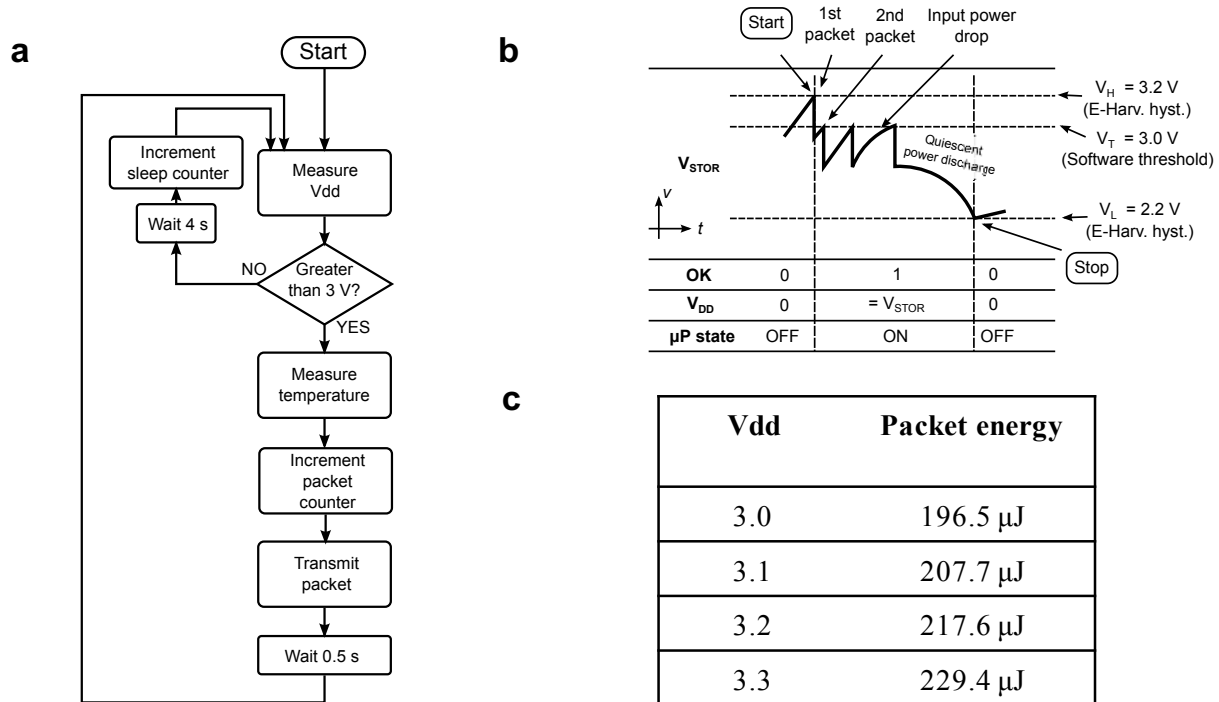 a
Start
Increment
sleep counter
Measure
Vdd
Wait 4 s
NO
Greater
than 3 V?
YES
Measure
temperature
Increment
packet
counter
Transmit
packet
Wait 0.5 s
b
Start
1st
packet
2nd
packet
Input power
drop
V_H = 3.2 V
(E-Harv. hyst.)
V_T = 3.0 V
(Software threshold)
Quiescent
power discharge
V_STOR
v
t
V_L = 2.2 V
(E-Harv. hyst.)
Stop
OK 0 1 0
V_DD 0 = V_STOR 0
µP state OFF ON OFF
c
Vdd Packet energy
3.0 196.5 µJ
3.1 207.7 µJ
3.2 217.6 µJ
3.3 229.4 µJ